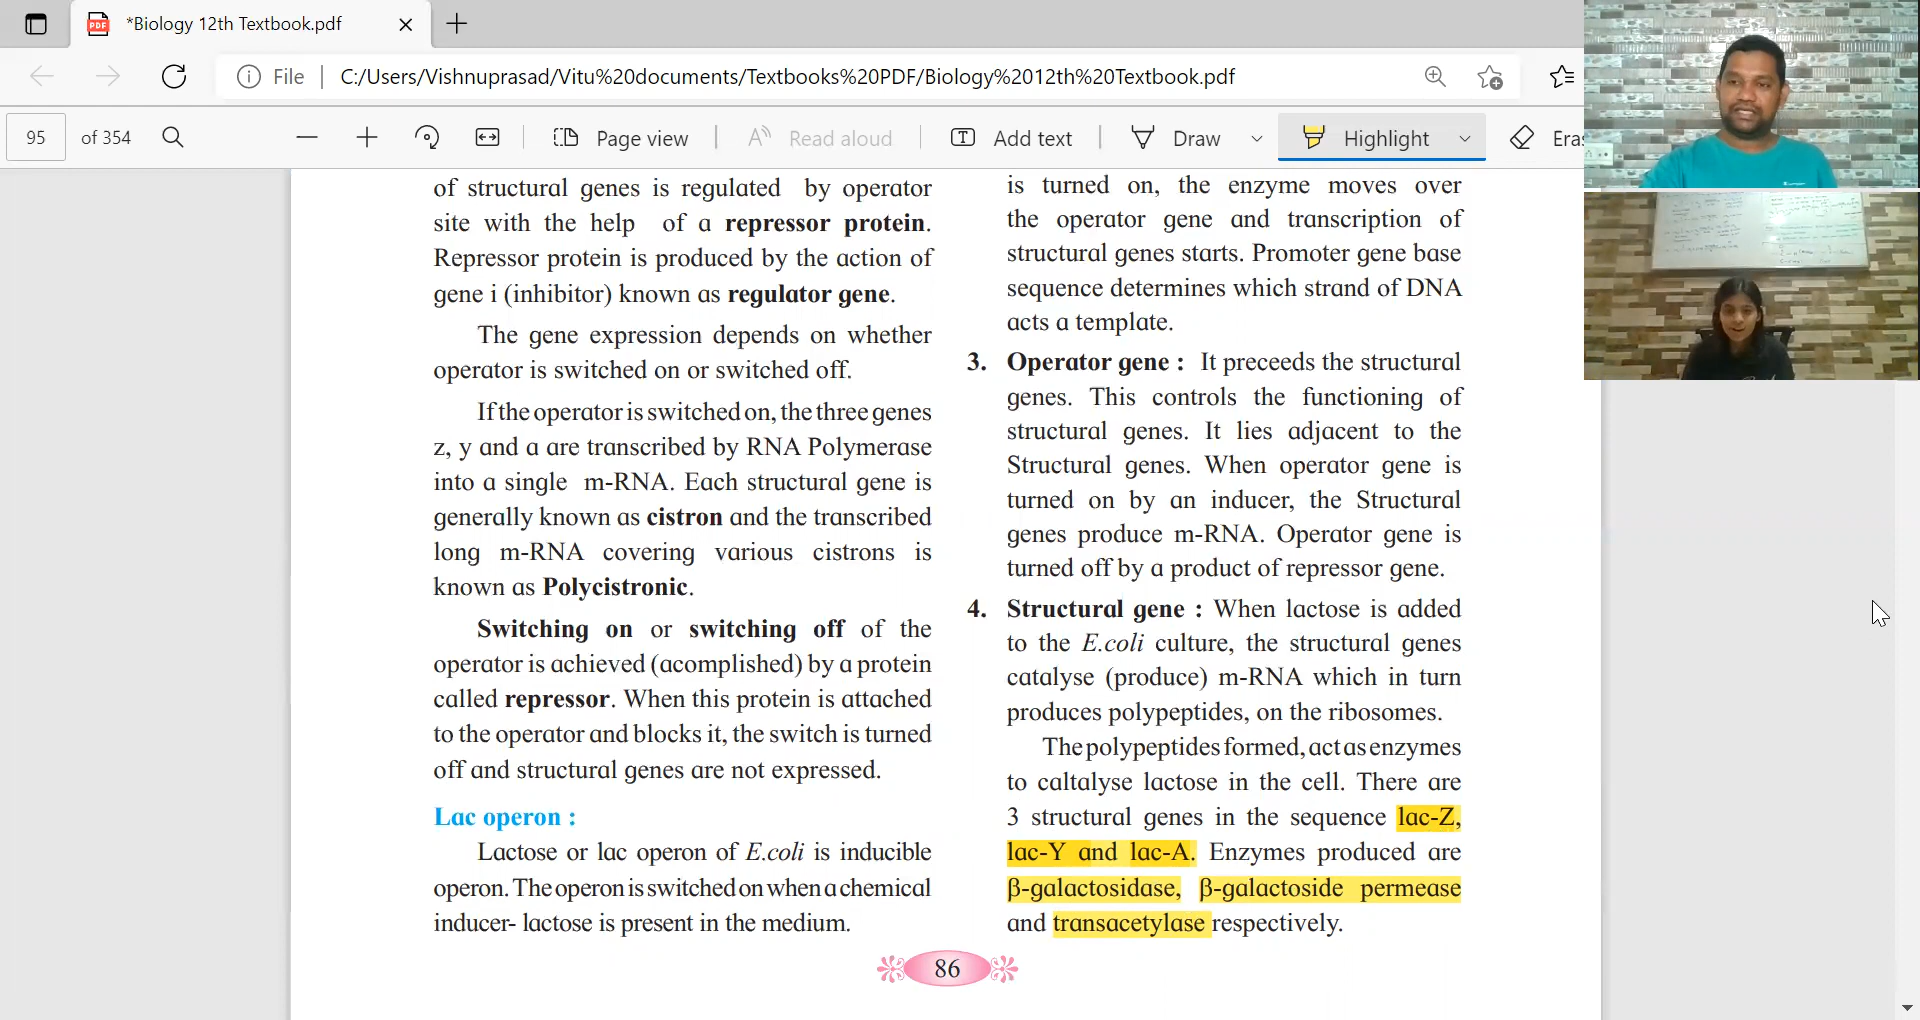 *Biology 12th Textbook.pdf
File
C:/Users/Vishnuprasad/Vitu%20documents/Textbooks%20PDF/Biology%2012th%20Textbook.pdf
95 of 354
Page view
Read aloud
Add text
Draw
Highlight
Eras
of structural genes is regulated by operator
site with the help of a repressor protein.
Repressor protein is produced by the action of
gene i (inhibitor) known as regulator gene.
The gene expression depends on whether
operator is switched on or switched off.
If the operator is switched on, the three genes
z, y and a are transcribed by RNA Polymerase
into a single m-RNA. Each structural gene is
generally known as cistron and the transcribed
long m-RNA covering various cistrons is
known as Polycistronic.
Switching on or switching off of the
operator is achieved (acomplished) by a protein
called repressor. When this protein is attached
to the operator and blocks it, the switch is turned
off and structural genes are not expressed.
Lac operon :
Lactose or lac operon of E.coli is inducible
operon. The operon is switched on when a chemical
inducer- lactose is present in the medium.
is turned on, the enzyme moves over
the operator gene and transcription of
structural genes starts. Promoter gene base
sequence determines which strand of DNA
acts a template.
3. Operator gene : It preceeds the structural
genes. This controls the functioning of
structural genes. It lies adjacent to the
Structural genes. When operator gene is
turned on by an inducer, the Structural
genes produce m-RNA. Operator gene is
turned off by a product of repressor gene.
4. Structural gene : When lactose is added
to the E.coli culture, the structural genes
catalyse (produce) m-RNA which in turn
produces polypeptides, on the ribosomes.
The polypeptides formed, act as enzymes
to caltalyse lactose in the cell. There are
3 structural genes in the sequence lac-Z,
lac-Y and lac-A. Enzymes produced are
β-galactosidase, β-galactoside permease
and transacetylase respectively.
86